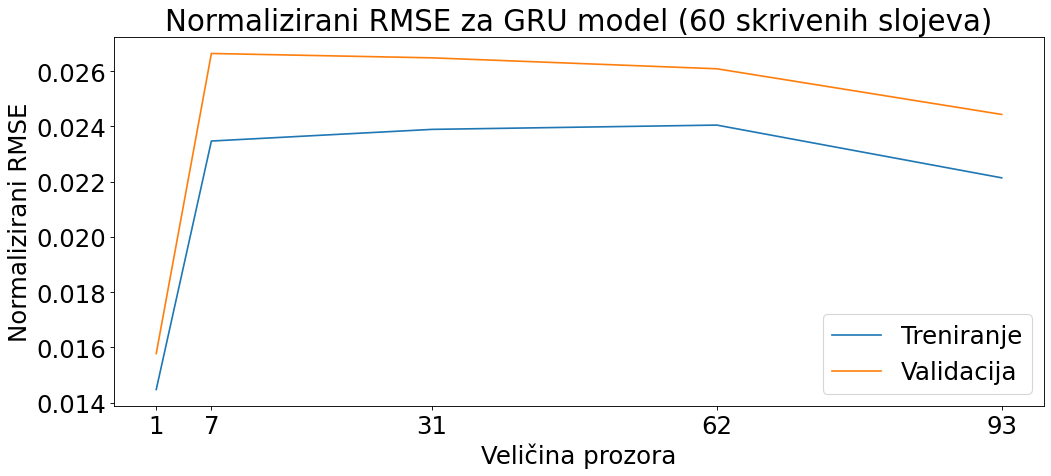 Normalizirani RMSE za GRU model (60 skrivenih slojeva)
Normalizirani RMSE
0.026
0.024
0.022
0.020
0.018
0.016
0.014
Treniranje
Validacija
1 7 31 62 93
Veličina prozora